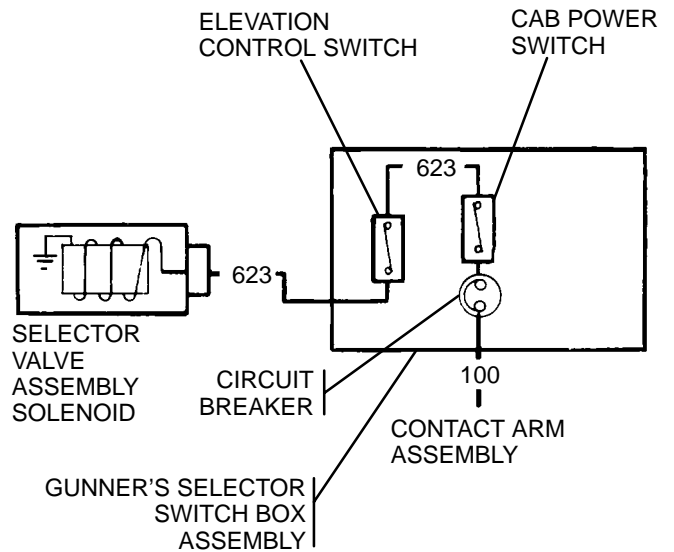 ELEVATION
CONTROL SWITCH
CAB POWER
SWITCH
623
623
SELECTOR
VALVE
ASSEMBLY
SOLENOID
CIRCUIT
BREAKER
100
CONTACT ARM
ASSEMBLY
GUNNER'S SELECTOR
SWITCH BOX
ASSEMBLY